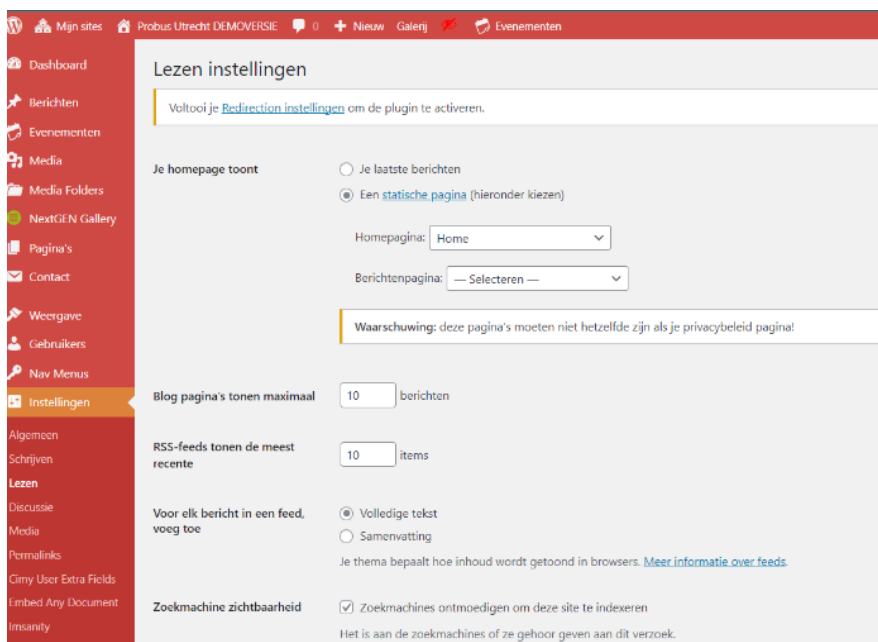 Mijn sites Probus Utrecht DEMOVERSIE 0 Nieuw Galerij Evenementen
Dashboard
Berichten
Evenementen
Media
Media Folders
NextGEN Gallery
Pagina's
Contact
Weergave
Gebruikers
Nav Menus
Instellingen
Algemeen
Schrijven
Lezen
Discussie
Media
Permalinks
Cimy User Extra Fields
Embed Any Document
Imsanity
Lezen instellingen
Voltooi je Redirection instellingen om de plugin te activeren.
Je homepage toont
Je laatste berichten
Een statische pagina (hieronder kiezen)
Homepagina: Home
Berichtenpagina: — Selecteren —
Waarschuwing: deze pagina's moeten niet hetzelfde zijn als je privacybeleid pagina!
Blog pagina's tonen maximaal 10 berichten
RSS-feeds tonen de meest
recente
10 items
Voor elk bericht in een feed,
voeg toe
Volledige tekst
Samenvatting
Je thema bepaalt hoe inhoud wordt getoond in browsers. Meer informatie over feeds.
Zoekmachine zichtbaarheid
Zoekmachines ontmoedigen om deze site te indexeren
Het is aan de zoekmachines of ze gehoor geven aan dit verzoek.